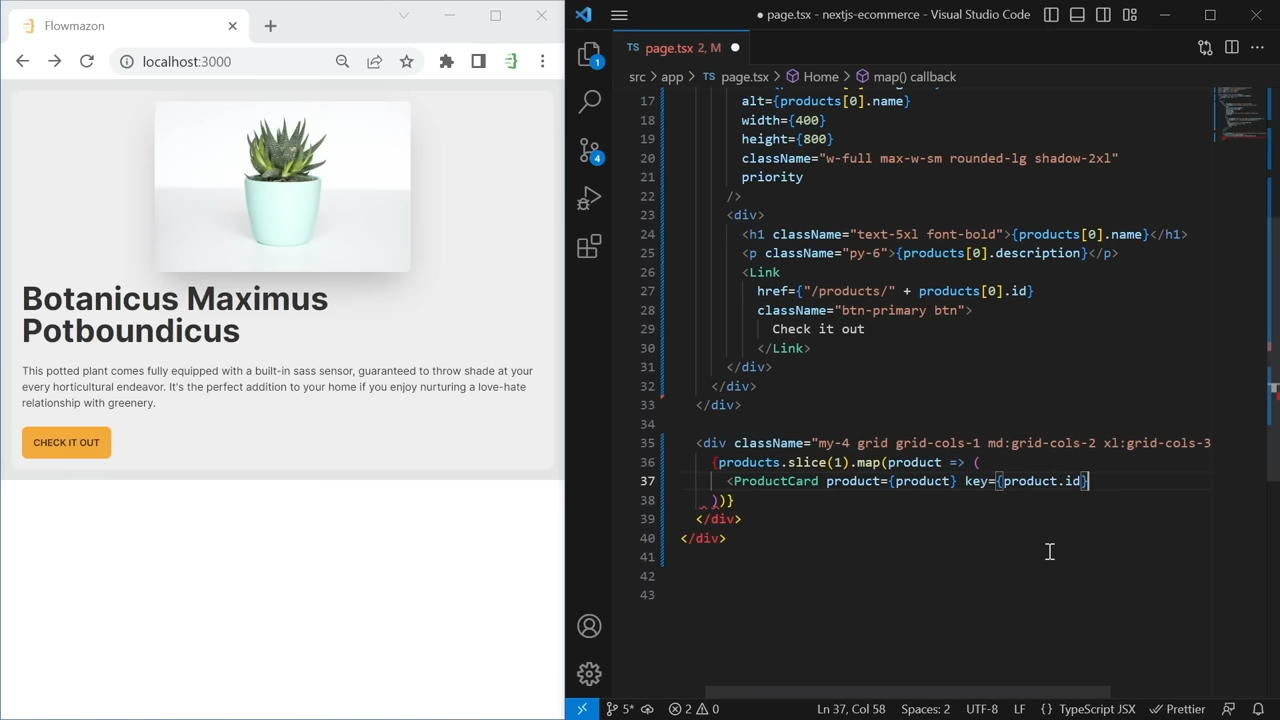 Flowmazon
localhost:3000
Botanicus Maximus
Potboundicus
This potted plant comes fully equipped with a built-in sass sensor, guaranteed to throw shade at your
every horticultural endeavor. It's the perfect addition to your home if you enjoy nurturing a love-hate
relationship with greenery.
CHECK IT OUT
● page.tsx - nextjs-ecommerce - Visual Studio Code
TS page.tsx 2, M ●
src > app > TS page.tsx > Home > map() callback
1
4
17 alt={products[0].name}
18 width={400}
19 height={800}
20 className="w-full max-w-sm rounded-lg shadow-2xl"
21 priority
22 />
23 <div>
24 <h1 className="text-5xl font-bold">{products[0].name}</h1>
25 <p className="py-6">{products[0].description}</p>
26 <Link
27 href={"/products/" + products[0].id}
28 className="btn-primary btn">
29 Check it out
30 </Link>
31 </div>
32 </div>
33 </div>
34
35 <div className="my-4 grid grid-cols-1 md:grid-cols-2 xl:grid-cols-3
36 {products.slice(1).map(product => (
37 <ProductCard product={product} key={product.id}
38 ))}
39 </div>
40 </div>
41
42
43
5* 2 0 Ln 37, Col 58 Spaces: 2 UTF-8 LF {} TypeScript JSX Prettier